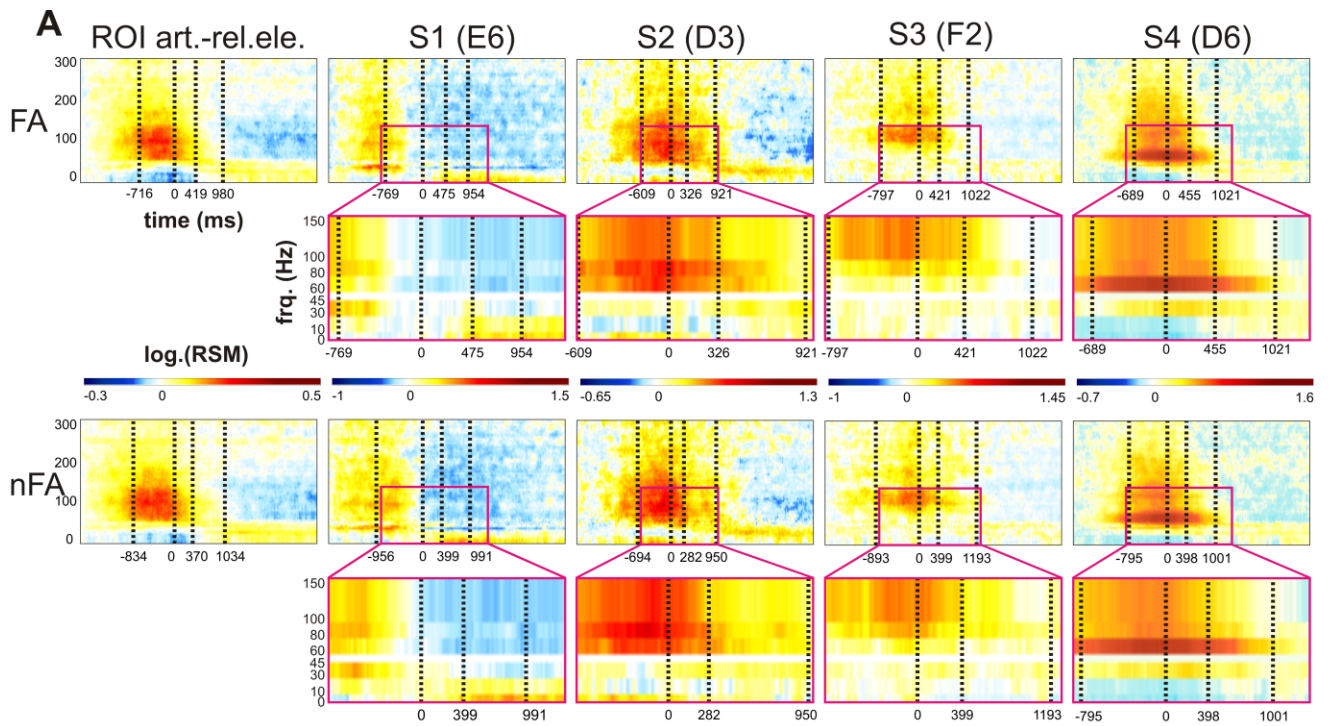 A
ROI art.-rel.ele. S1 (E6) S2 (D3) S3 (F2) S4 (D6)
FA
300
200
100
0
-716 0 419 980 -769 0 475 954 -609 0 326 921 -797 0 421 1022 -689 0 455 1021
time (ms)
frq. (Hz)
150
100
80
60
45
30
10
0
-769 0 475 954 -609 0 326 921 -797 0 421 1022 -689 0 455 1021
log.(RSM)
-0.3 0 0.5 -1 0 1.5 -0.65 0 1.3 -1 0 1.45 -0.7 0 1.6
nFA
300
200
100
0
-834 0 370 1034 -956 0 399 991 -694 0 282 950 -893 0 399 1193 -795 0 398 1001
150
100
80
60
45
30
10
0
0 399 991 0 282 950 0 399 1193 -795 0 398 1001